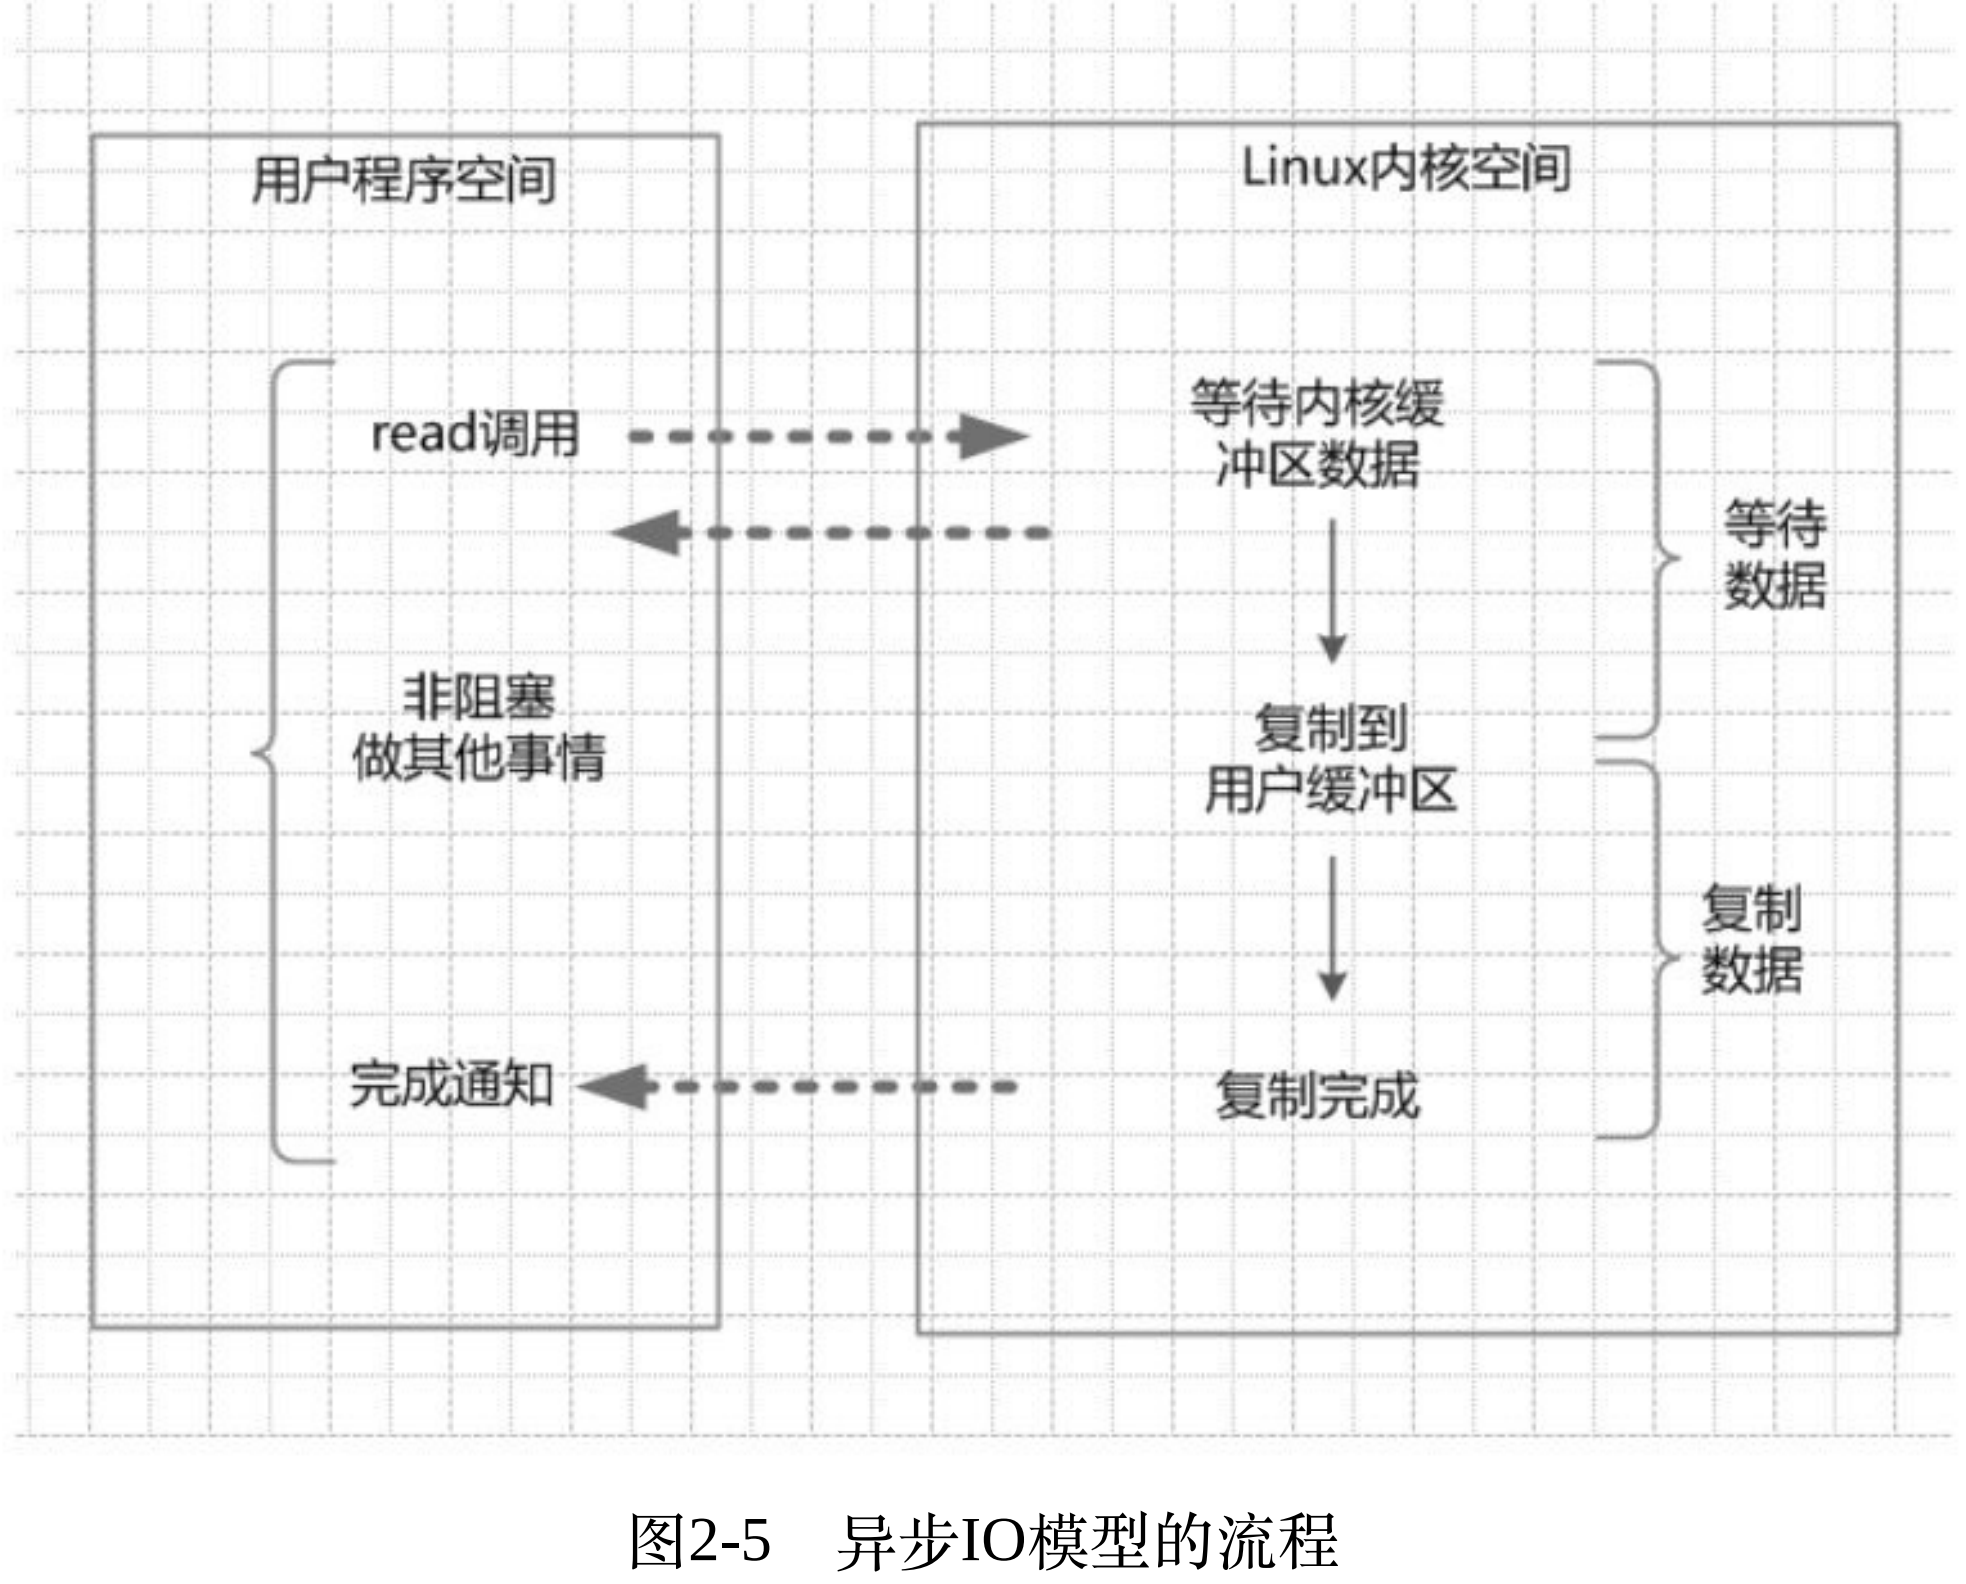 用户程序空间
Linux内核空间
read调用
等待内核缓
冲区数据
等待
数据
非阻塞
做其他事情
复制到
用户缓冲区
复制
数据
完成通知
复制完成
图2-5 异步IO模型的流程